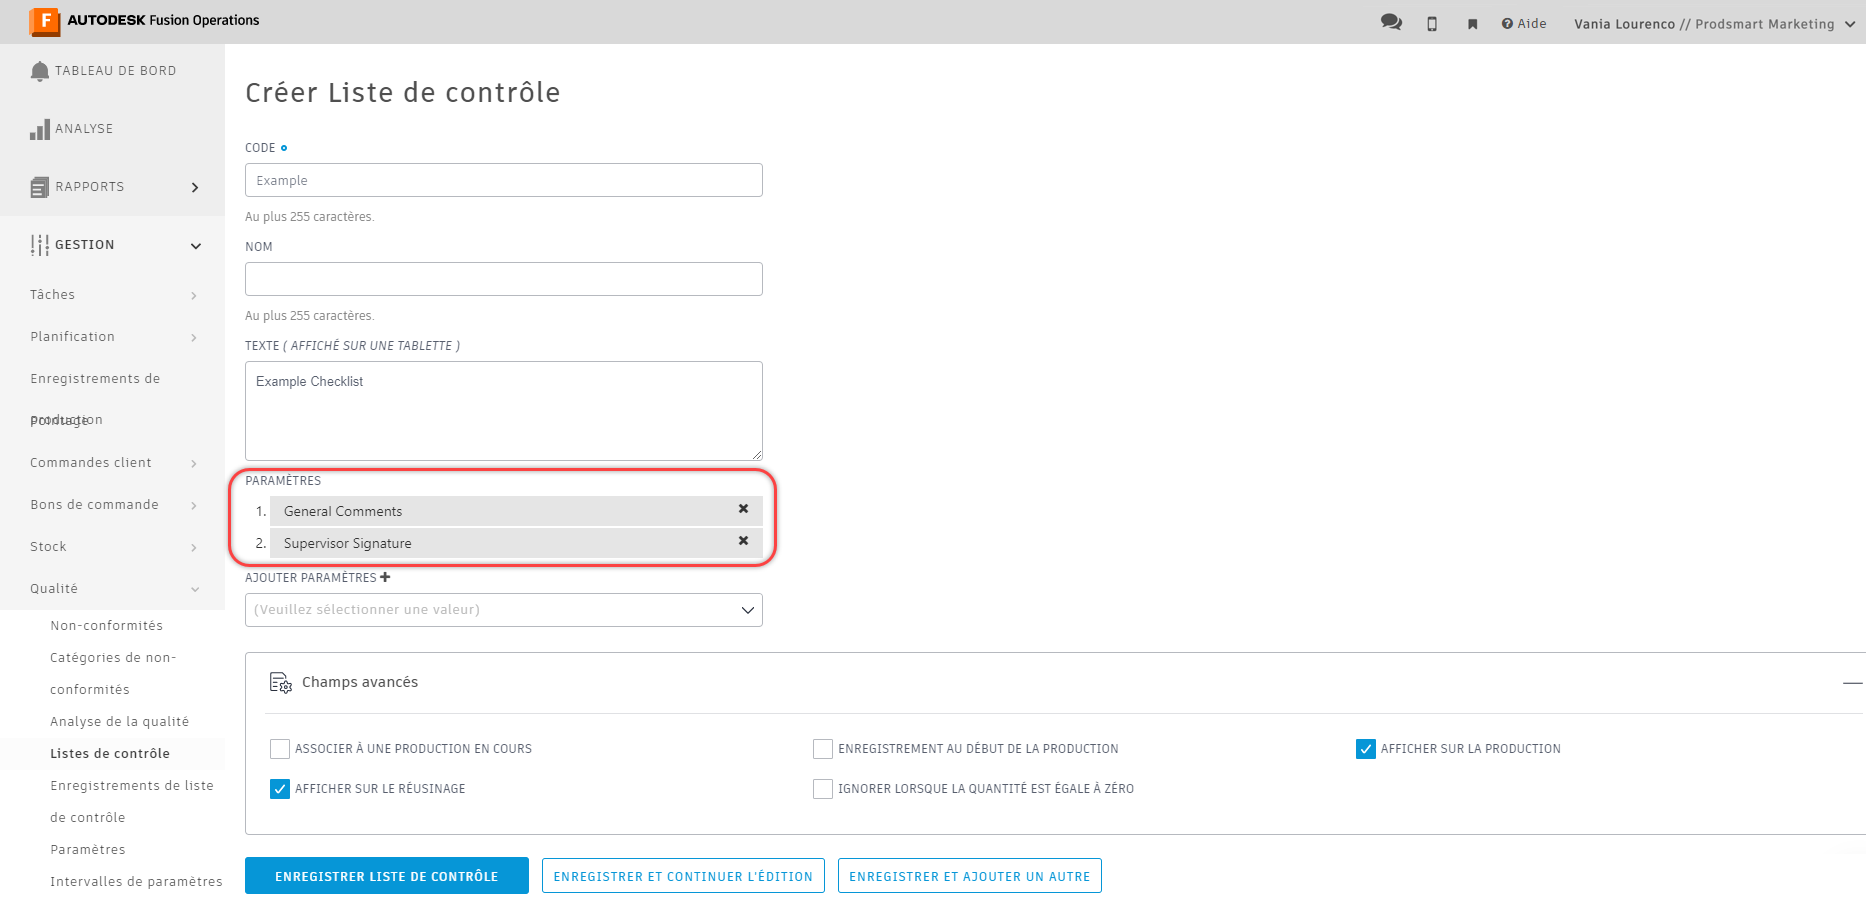 AUTODESK Fusion Operations
Aide
Vania Lourenco // Prodsmart Marketing
TABLEAU DE BORD
ANALYSE
RAPPORTS
GESTION
Tâches
Planification
Enregistrements de
production
Pointage
Commandes client
Bons de commande
Stock
Qualité
Non-conformités
Catégories de non-
conformités
Analyse de la qualité
Listes de contrôle
Enregistrements de liste
de contrôle
Paramètres
Intervalles de paramètres
Créer Liste de contrôle
CODE
Example
Au plus 255 caractères.
NOM
Au plus 255 caractères.
TEXTE ( AFFICHÉ SUR UNE TABLETTE )
Example Checklist
PARAMÈTRES
1. General Comments
2. Supervisor Signature
AJOUTER PARAMÈTRES
(Veuillez sélectionner une valeur)
Champs avancés
ASSOCIER À UNE PRODUCTION EN COURS
ENREGISTREMENT AU DÉBUT DE LA PRODUCTION
AFFICHER SUR LA PRODUCTION
AFFICHER SUR LE RÉUSINAGE
IGNORER LORSQUE LA QUANTITÉ EST ÉGALE À ZÉRO
ENREGISTRER LISTE DE CONTRÔLE
ENREGISTRER ET CONTINUER L'ÉDITION
ENREGISTRER ET AJOUTER UN AUTRE